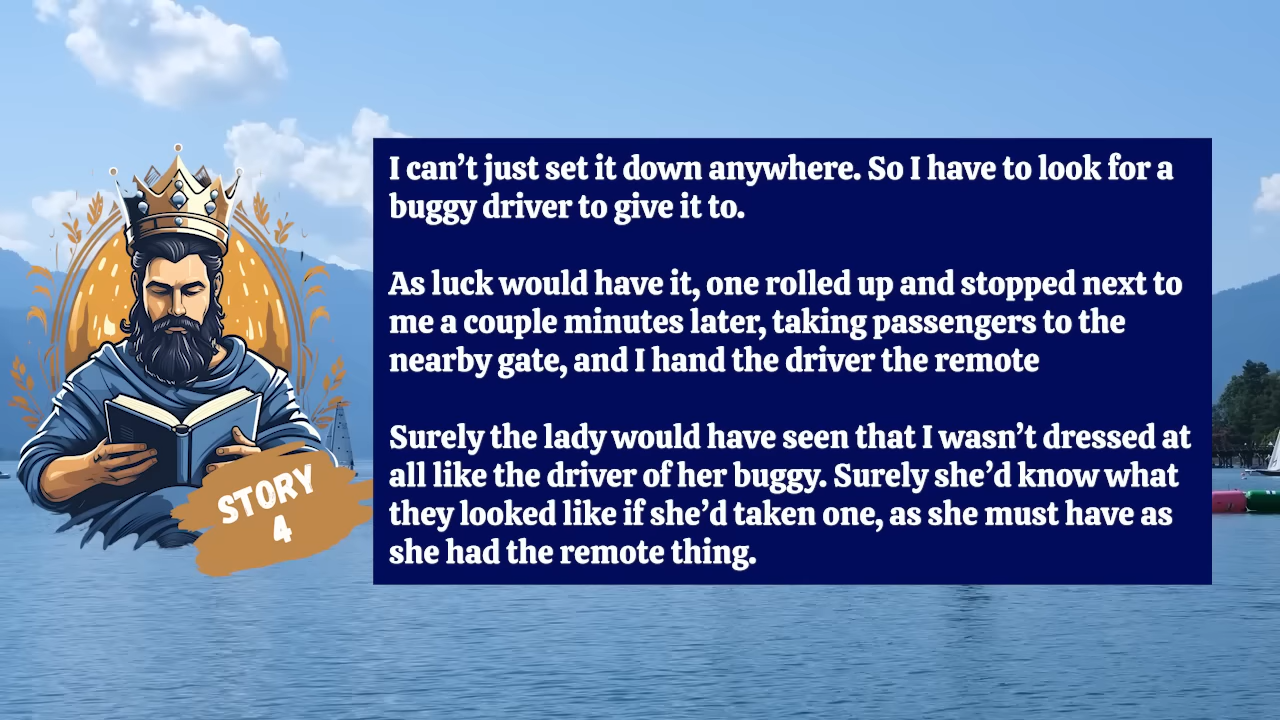 I can’t just set it down anywhere. So I have to look for a
buggy driver to give it to.
As luck would have it, one rolled up and stopped next to
me a couple minutes later, taking passengers to the
nearby gate, and I hand the driver the remote
Surely the lady would have seen that I wasn’t dressed at
all like the driver of her buggy. Surely she’d know what
they looked like if she’d taken one, as she must have as
she had the remote thing.
STORY
4